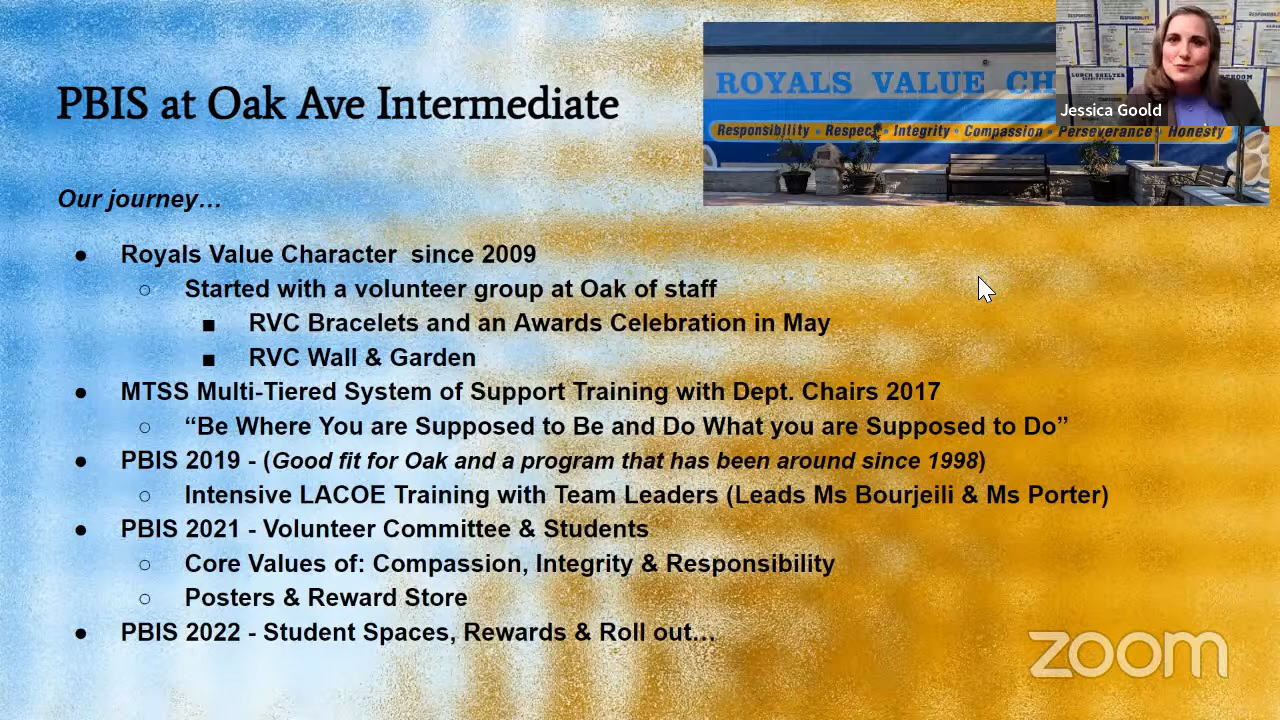 PBIS at Oak Ave Intermediate
ROYALS VALUE CH
Responsibility • Respect • Integrity • Compassion • Perseverance • Honesty
RESPONSIBILITY
LUNCH SHELTER
Jessica Goold
Our journey…
● Royals Value Character since 2009
○ Started with a volunteer group at Oak of staff
■ RVC Bracelets and an Awards Celebration in May
■ RVC Wall & Garden
● MTSS Multi-Tiered System of Support Training with Dept. Chairs 2017
○ “Be Where You are Supposed to Be and Do What you are Supposed to Do”
● PBIS 2019 - (Good fit for Oak and a program that has been around since 1998)
○ Intensive LACOE Training with Team Leaders (Leads Ms Bourjeili & Ms Porter)
● PBIS 2021 - Volunteer Committee & Students
○ Core Values of: Compassion, Integrity & Responsibility
○ Posters & Reward Store
● PBIS 2022 - Student Spaces, Rewards & Roll out…
zoom